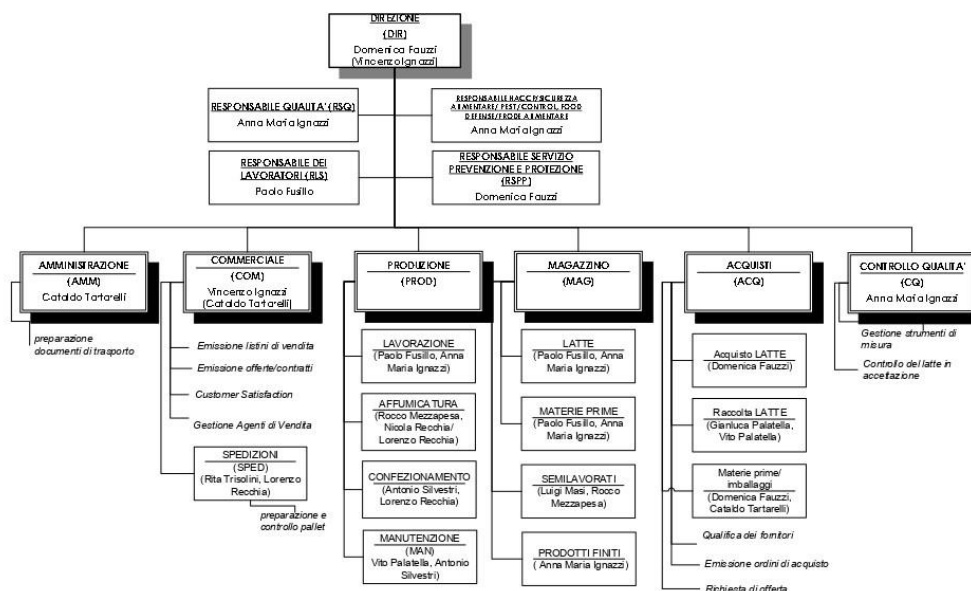 DIREZIONE
(DIR)
Domenica Fauzzi
(Vincenzo Ignazzi)
RESPONSABILE QUALITA' (RSQ)
Anna Maria Ignazzi
RESPONSABILE HACCP/SICUREZZA
ALIMENTARE/ PEST/CONTROL, FOOD
DEFENSE/FRODE ALIMENTARE
Anna Maria Ignazzi
RESPONSABILE DEI
LAVORATORI (RLS)
Paolo Fusillo
RESPONSABILE SERVIZIO
PREVENZIONE E PROTEZIONE
(RSPP)
Domenica Fauzzi
AMMINISTRAZIONE
(AMM)
Cataldo Tartarelli
preparazione
documenti di trasporto
COMMERCIALE
(COM)
Vincenzo Ignazzi
(Cataldo Tartarelli)
Emissione listini di vendita
Emissione offerte/contratti
Customer Satisfaction
Gestione Agenti di Vendita
SPEDIZIONI
(SPED)
(Rita Trisolini, Lorenzo
Recchia)
preparazione e
controllo pallet
PRODUZIONE
(PROD)
LAVORAZIONE
(Paolo Fusillo, Anna
Maria Ignazzi)
AFFUMICATURA
(Rocco Mezzapesa,
Nicola Recchia/
Lorenzo Recchia)
CONFEZIONAMENTO
(Antonio Silvestri,
Lorenzo Recchia)
MANUTENZIONE
(MAN)
Vito Palatella, Antonio
Silvestri)
MAGAZZINO
(MAG)
LATTE
(Paolo Fusillo, Anna
Maria Ignazzi)
MATERIE PRIME
(Paolo Fusillo, Anna
Maria Ignazzi)
SEMILAVORATI
(Luigi Masi, Rocco
Mezzapesa)
PRODOTTI FINITI
( Anna Maria Ignazzi)
ACQUISTI
(ACQ)
Acquisto LATTE
(Domenica Fauzzi)
Raccolta LATTE
(Gianluca Palatella,
Vito Palatella)
Materie prime/
imballaggi
(Domenica Fauzzi,
Cataldo Tartarelli)
Qualifica dei fornitori
Emissione ordini di acquisto
Richiesta di offerta
CONTROLLO QUALITA'
(CQ)
Anna Maria Ignazzi
Gestione strumenti di
misura
Controllo del latte in
accettazione